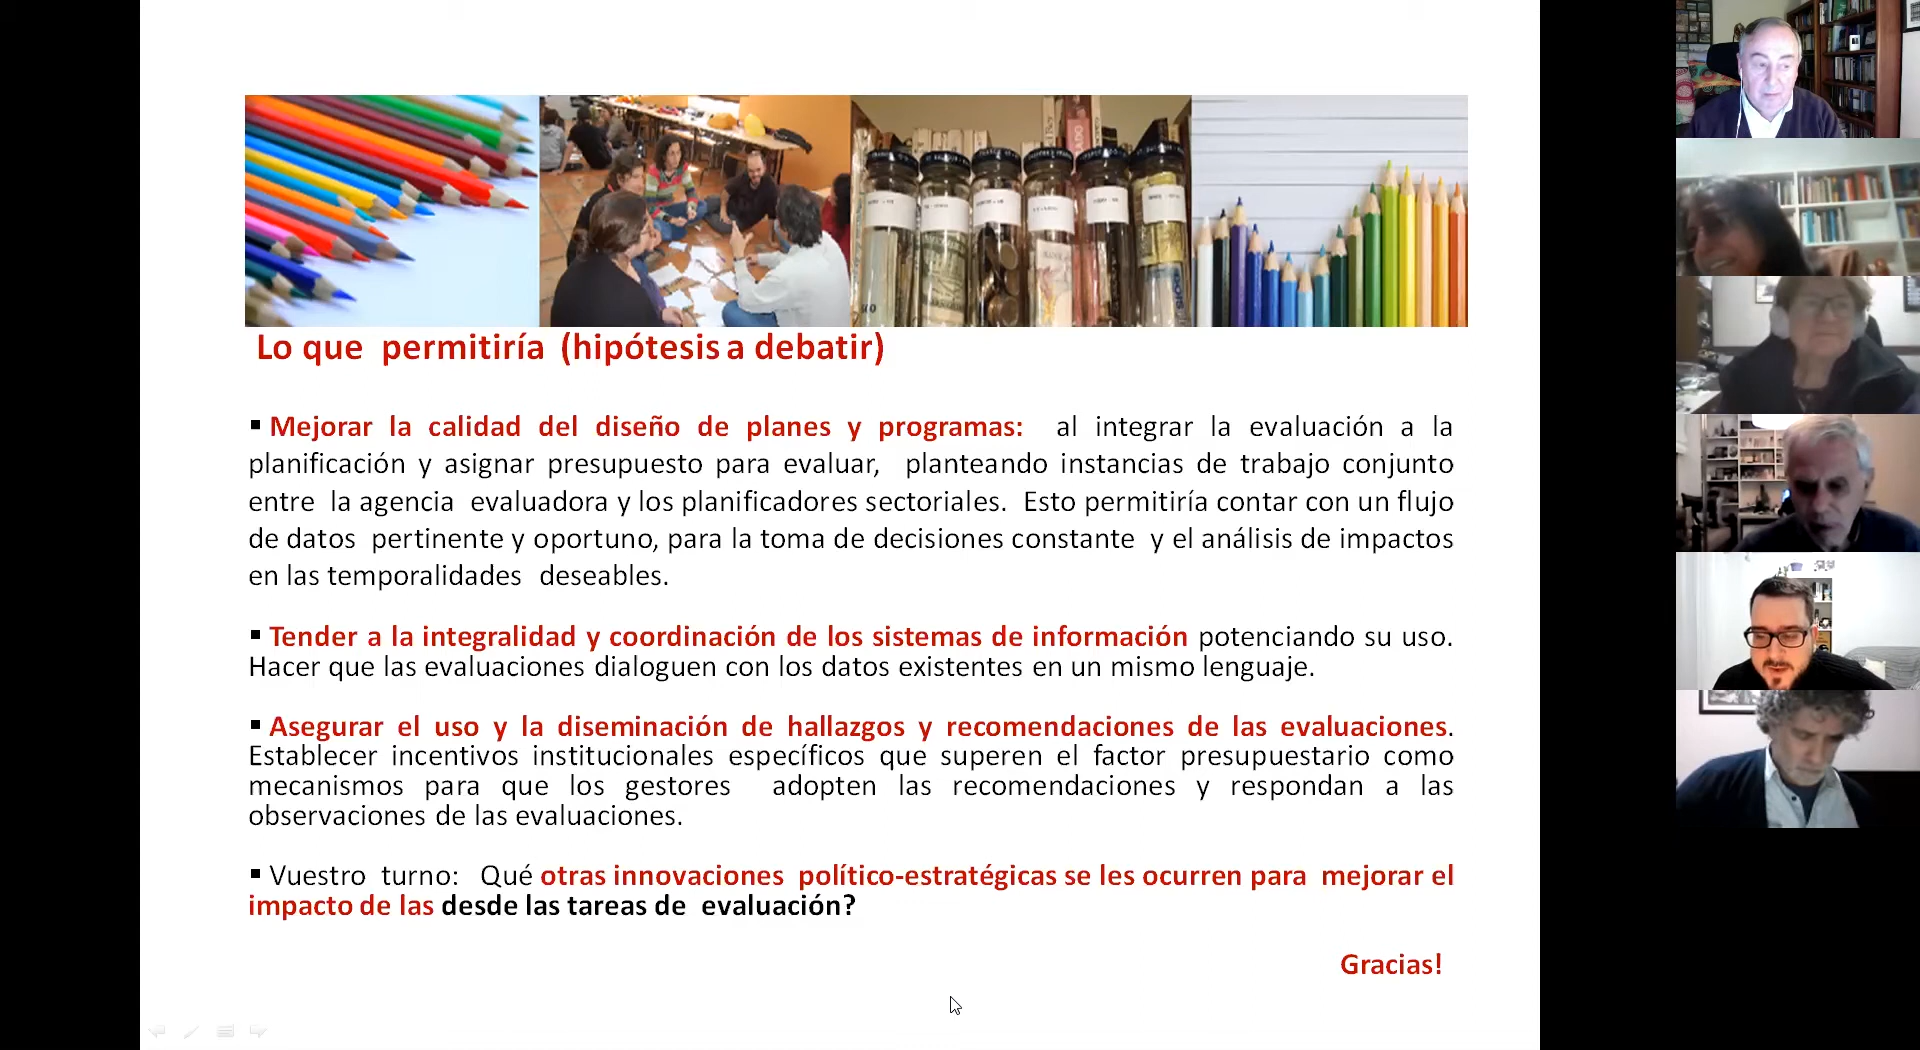 Lo que permitiría (hipótesis a debatir)
▪ Mejorar la calidad del diseño de planes y programas: al integrar la evaluación a la
planificación y asignar presupuesto para evaluar, planteando instancias de trabajo conjunto
entre la agencia evaluadora y los planificadores sectoriales. Esto permitiría contar con un flujo
de datos pertinente y oportuno, para la toma de decisiones constante y el análisis de impactos
en las temporalidades deseables.
▪ Tender a la integralidad y coordinación de los sistemas de información potenciando su uso.
Hacer que las evaluaciones dialoguen con los datos existentes en un mismo lenguaje.
▪ Asegurar el uso y la diseminación de hallazgos y recomendaciones de las evaluaciones.
Establecer incentivos institucionales específicos que superen el factor presupuestario como
mecanismos para que los gestores adopten las recomendaciones y respondan a las
observaciones de las evaluaciones.
▪ Vuestro turno: Qué otras innovaciones político-estratégicas se les ocurren para mejorar el
impacto de las desde las tareas de evaluación?
Gracias!